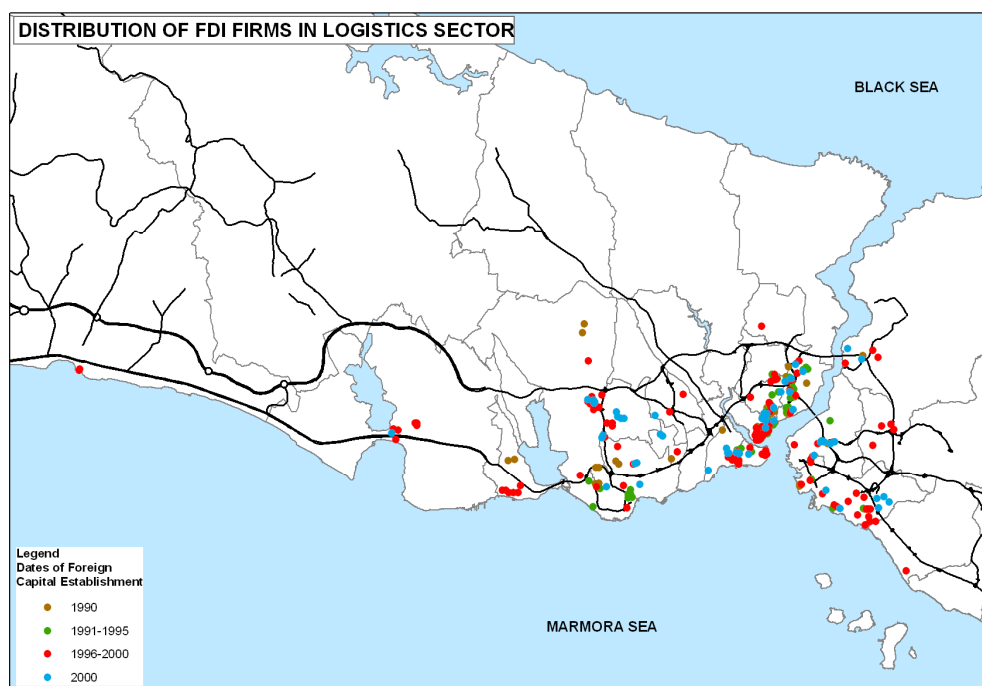 DISTRIBUTION OF FDI FIRMS IN LOGISTICS SECTOR
BLACK SEA
MARMORA SEA
Legend
Dates of Foreign
Capital Establishment
1990
1991-1995
1996-2000
2000